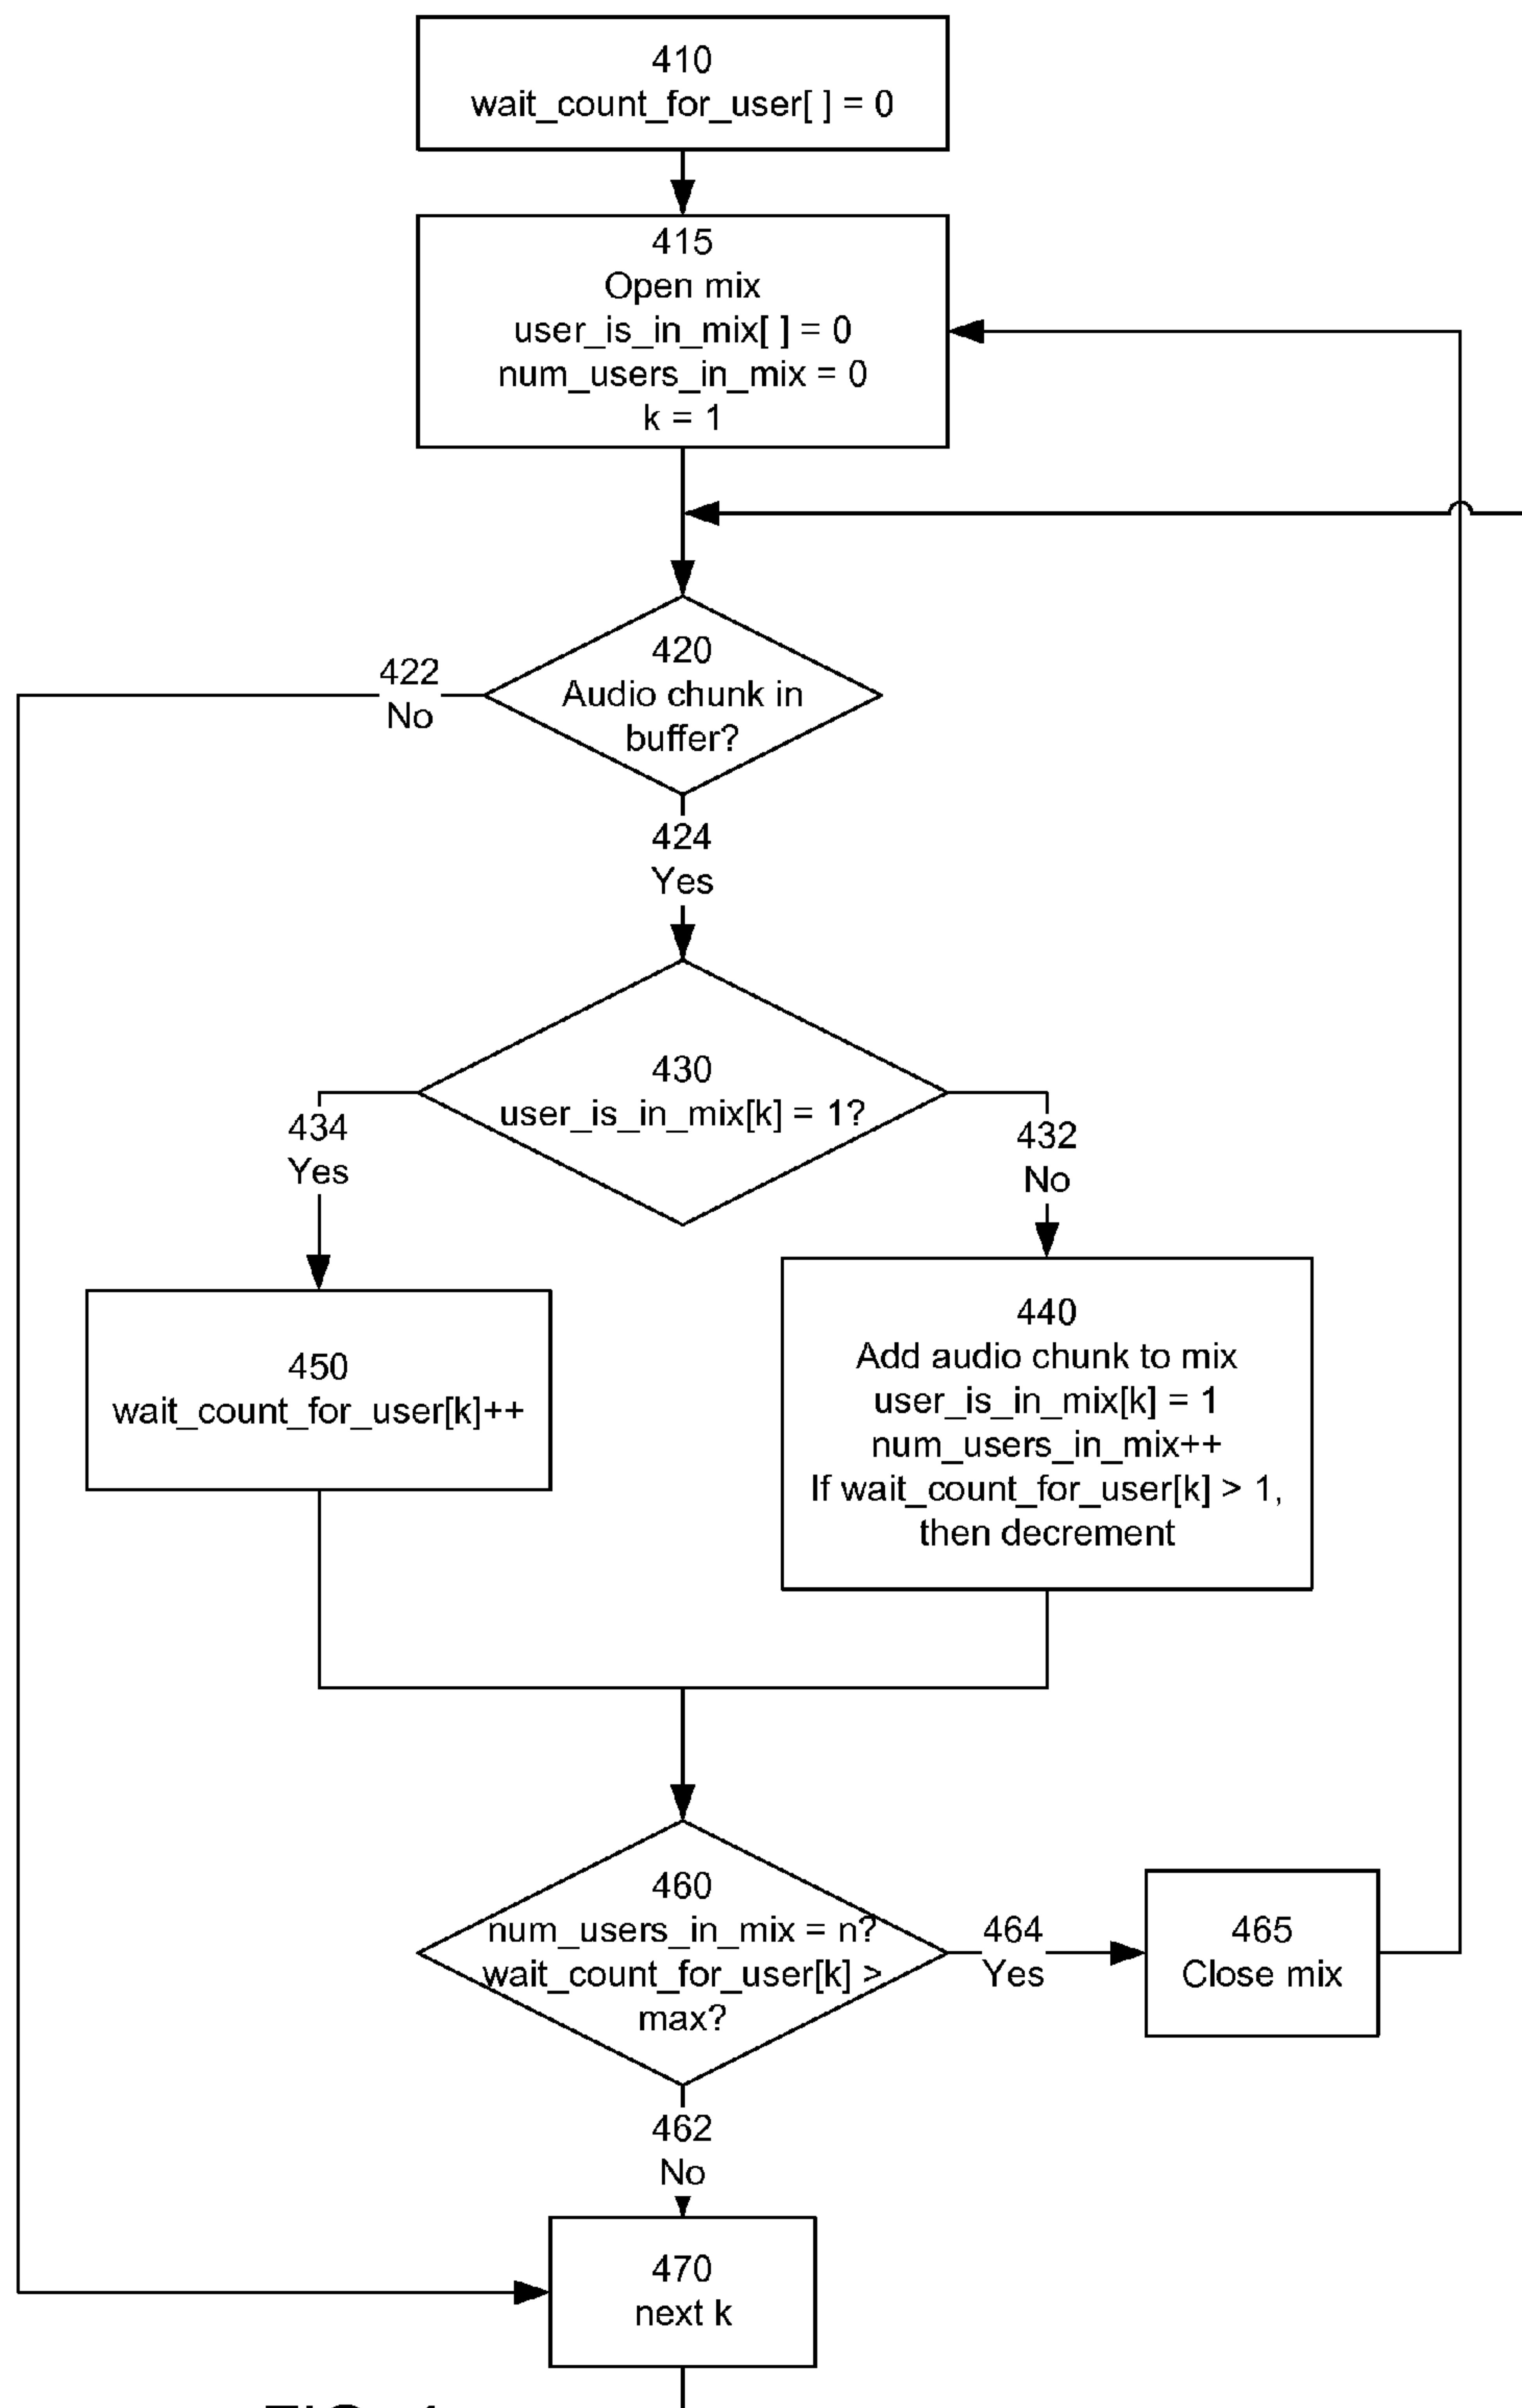 410
wait_count_for_user[ ] = 0
415
Open mix
user_is_in_mix[ ] = 0
num_users_in_mix = 0
k = 1
420
Audio chunk in
buffer?
422
No
424
Yes
430
user_is_in_mix[k] = 1?
434
Yes
432
No
450
wait_count_for_user[k]++
440
Add audio chunk to mix
user_is_in_mix[k] = 1
num_users_in_mix++
If wait_count_for_user[k] > 1,
then decrement
460
num_users_in_mix = n?
wait_count_for_user[k] >
max?
464
Yes
465
Close mix
462
No
470
next k